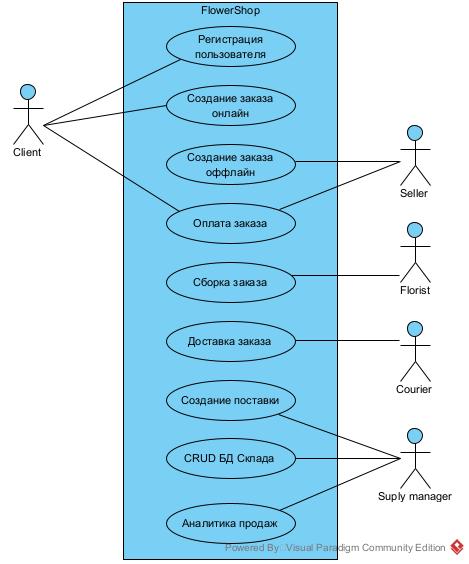 FlowerShop
Регистрация
пользователя
Создание заказа
онлайн
Client
Создание заказа
оффлайн
Seller
Оплата заказа
Сборка заказа
Florist
Доставка заказа
Courier
Создание поставки
CRUD БД Склада
Suply manager
Аналитика продаж
Powered By Visual Paradigm Community Edition